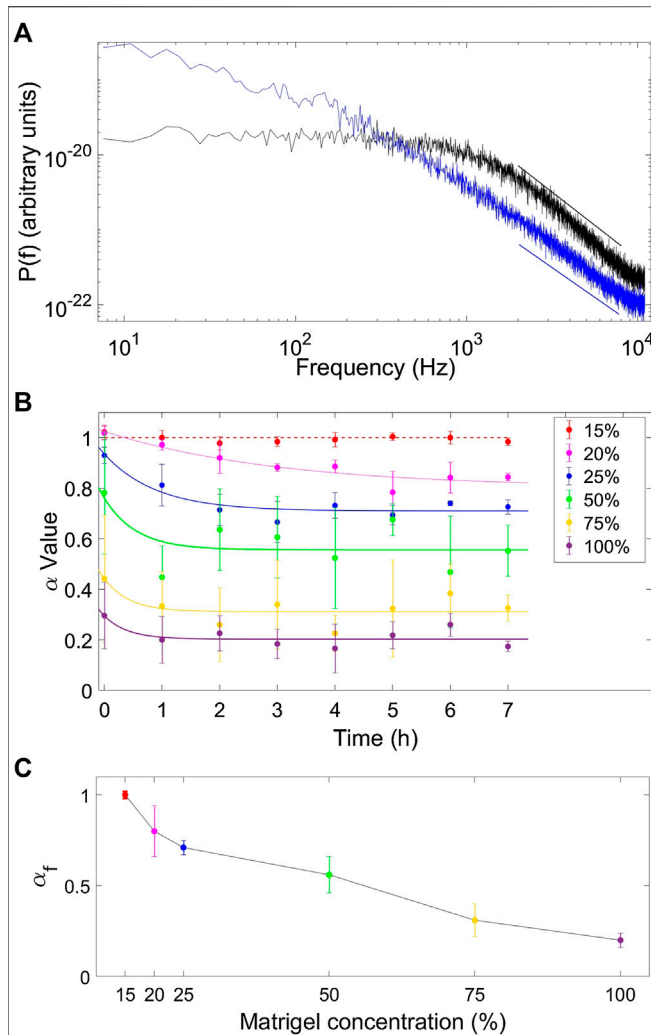 A
P(f) (arbitrary units)
10⁻²⁰
10⁻²²
10¹ 10² 10³ 10⁴
Frequency (Hz)
B
α Value
1
0.8
0.6
0.4
0.2
0
0 1 2 3 4 5 6 7
Time (h)
15%
20%
25%
50%
75%
100%
C
αf
1
0.5
0
15 20 25 50 75 100
Matrigel concentration (%)